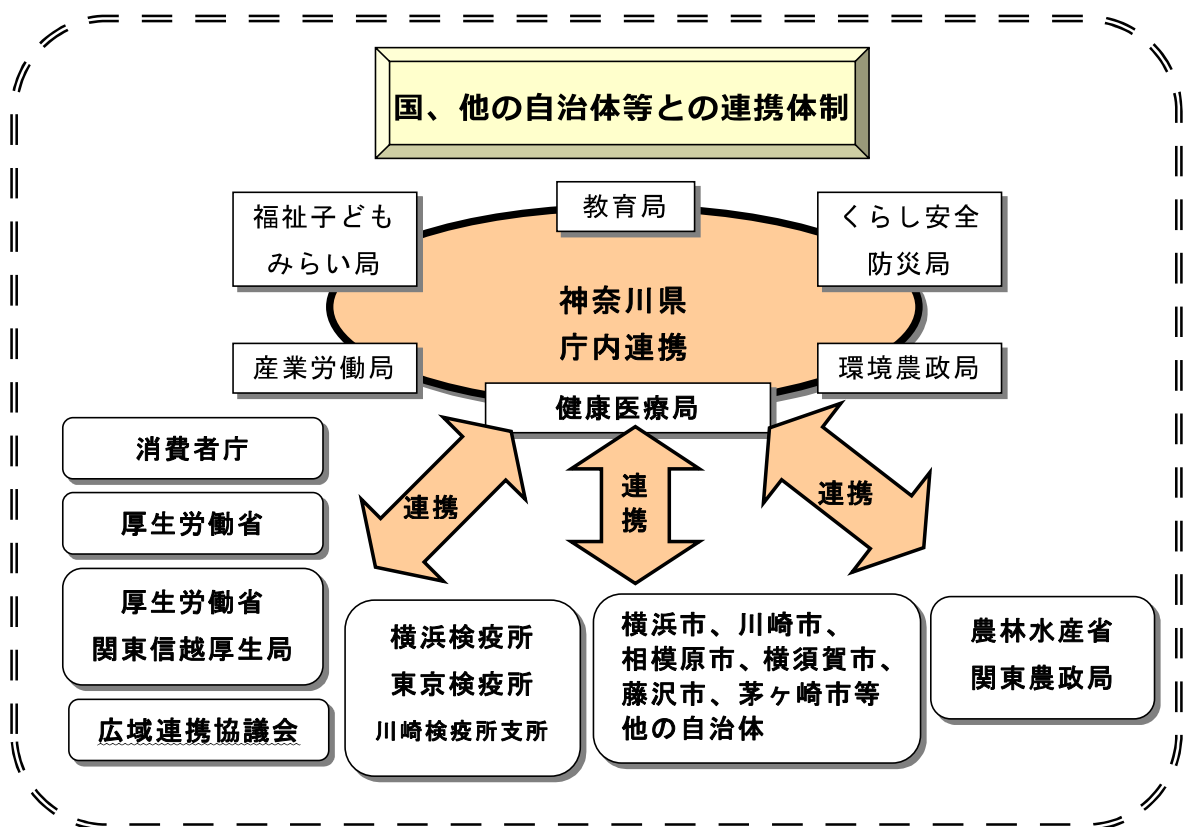 国、他の自治体等との連携体制
福祉子ども
みらい局
教育局
くらし安全
防災局
神奈川県
庁内連携
産業労働局
環境農政局
健康医療局
消費者庁
厚生労働省
厚生労働省
関東信越厚生局
広域連携協議会
連携
連
携
連携
横浜検疫所
東京検疫所
川崎検疫所支所
横浜市、川崎市、
相模原市、横須賀市、
藤沢市、茅ヶ崎市等
他の自治体
農林水産省
関東農政局